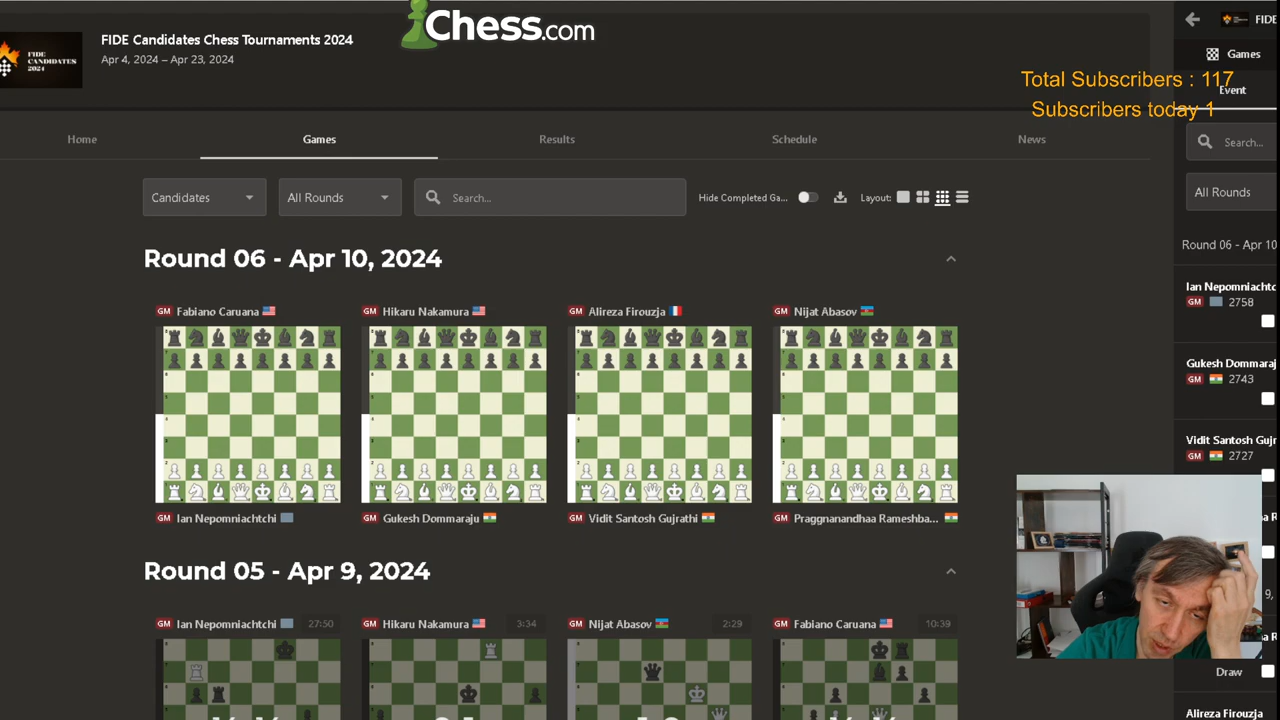 Chess.com
FIDE Candidates Chess Tournaments 2024
Apr 4, 2024 – Apr 23, 2024
FIDE
CANDIDATES
2024
FIDE
Games
Total Subscribers : 117
Event
Subscribers today 1
Home
Games
Results
Schedule
News
Search...
Candidates
All Rounds
Search...
Hide Completed Ga...
Layout:
All Rounds
Round 06 - Apr 10, 2024
Round 06 - Apr 10
GM Fabiano Caruana
GM Hikaru Nakamura
GM Alireza Firouzja
GM Nijat Abasov
Ian Nepomniachtc
GM 2758
Gukesh Dommaraj
GM 2743
Vidit Santosh Gujr
GM 2727
GM Ian Nepomniachtchi
GM Gukesh Dommaraju
GM Vidit Santosh Gujrathi
GM Praggnanandhaa Rameshba...
Round 05 - Apr 9, 2024
GM Ian Nepomniachtchi 27:50
GM Hikaru Nakamura 3:34
GM Nijat Abasov 2:29
GM Fabiano Caruana 10:39
Draw
Alireza Firouzja